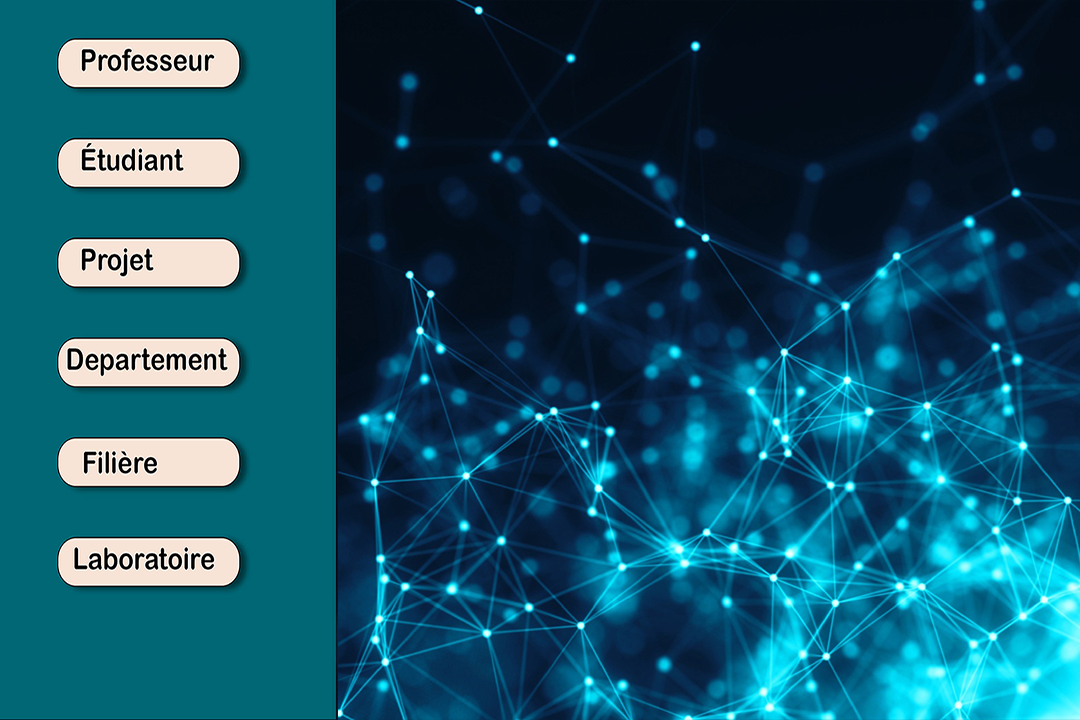 Professeur
Étudiant
Projet
Departement
Filière
Laboratoire